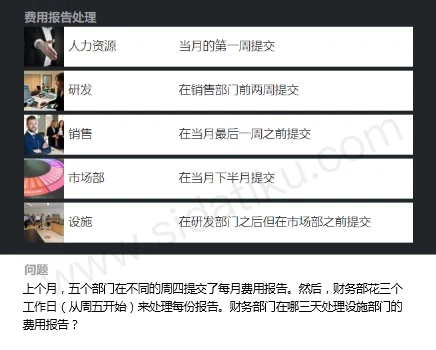 费用报告处理
人力资源 当月的第一周提交
研发 在销售部门前两周提交
销售 在当月最后一周之前提交
市场部 在当月下半月提交
设施 在研发部门之后但在市场部之前提交
www.sidatiku.com
问题
上个月，五个部门在不同的周四提交了每月费用报告。然后，财务部花三个
工作日（从周五开始）来处理每份报告。财务部门在哪三天处理设施部门的
费用报告？